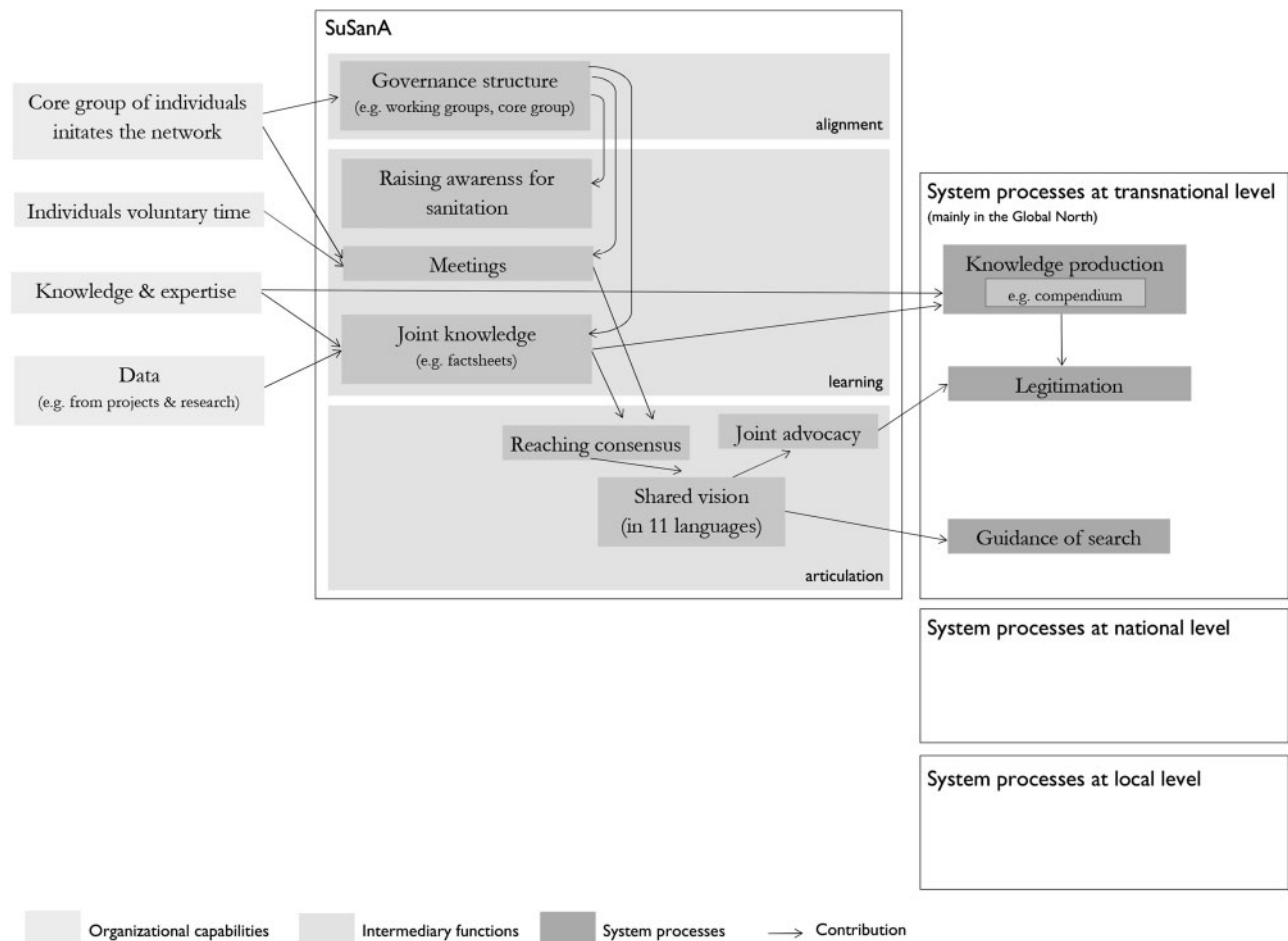 SuSanA
Governance structure
(e.g. working groups, core group)
alignment
Core group of individuals
initates the network
Raising awarenss for
sanitation
Individuals voluntary time
Meetings
Knowledge & expertise
Joint knowledge
(e.g. factsheets)
Data
(e.g. from projects & research)
learning
Reaching consensus
Joint advocacy
Shared vision
(in 11 languages)
articulation
System processes at transnational level
(mainly in the Global North)
Knowledge production
e.g. compendium
Legitimation
Guidance of search
System processes at national level
System processes at local level
Organizational capabilities
Intermediary functions
System processes
Contribution